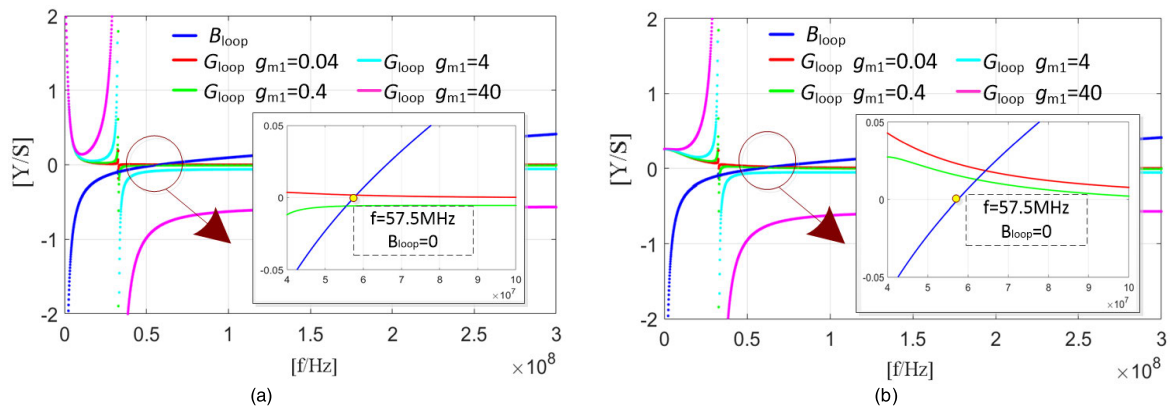 2
1
0
-1
-2
[Y/S]
B_loop
G_loop g_m1=0.04
G_loop g_m1=4
G_loop g_m1=0.4
G_loop g_m1=40
0.05
0
-0.05
f=57.5MHz
B_loop=0
4 5 6 7 8 9 10
×10^7
0 0.5 1 2 2.5 3
[f/Hz]
×10^8
(a)
2
1
0
-1
-2
[Y/S]
B_loop
G_loop g_m1=0.04
G_loop g_m1=4
G_loop g_m1=0.4
G_loop g_m1=40
0.05
0
-0.05
f=57.5MHz
B_loop=0
4 5 6 7 8 9 10
×10^7
0 0.5 1 2 2.5 3
[f/Hz]
×10^8
(b)